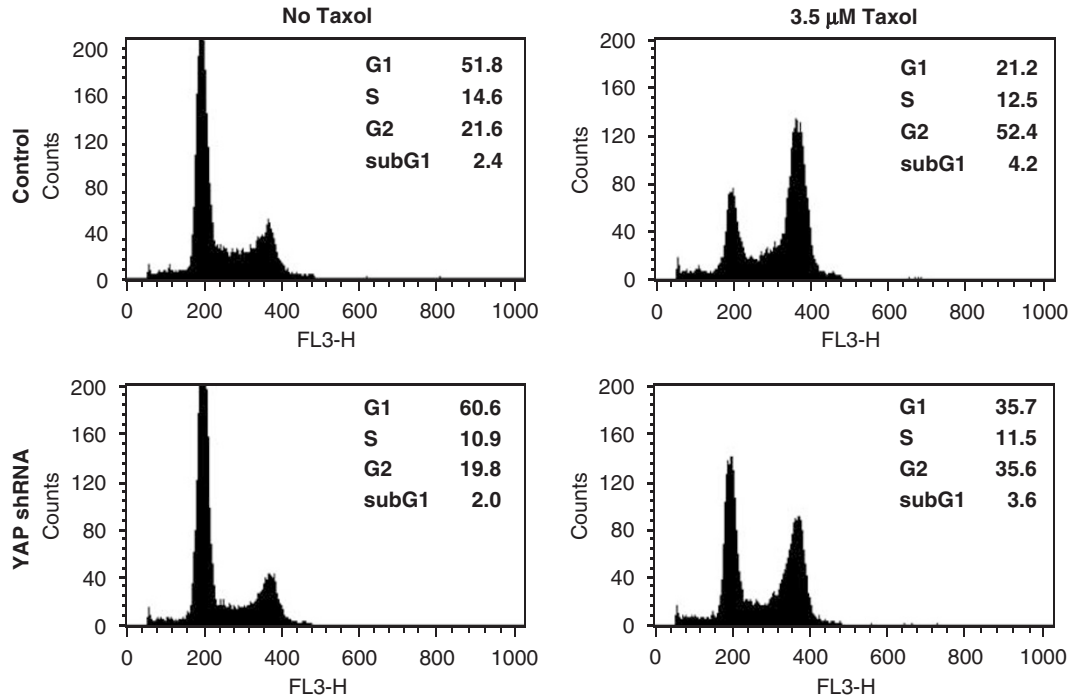 No Taxol
3.5 μM Taxol
Control
Counts
200
160
120
80
40
0
G1 51.8
S 14.6
G2 21.6
subG1 2.4
0 200 400 600 800 1000
FL3-H
Counts
200
160
120
80
40
0
G1 21.2
S 12.5
G2 52.4
subG1 4.2
0 200 400 600 800 1000
FL3-H
YAP shRNA
Counts
200
160
120
80
40
0
G1 60.6
S 10.9
G2 19.8
subG1 2.0
0 200 400 600 800 1000
FL3-H
Counts
200
160
120
80
40
0
G1 35.7
S 11.5
G2 35.6
subG1 3.6
0 200 400 600 800 1000
FL3-H